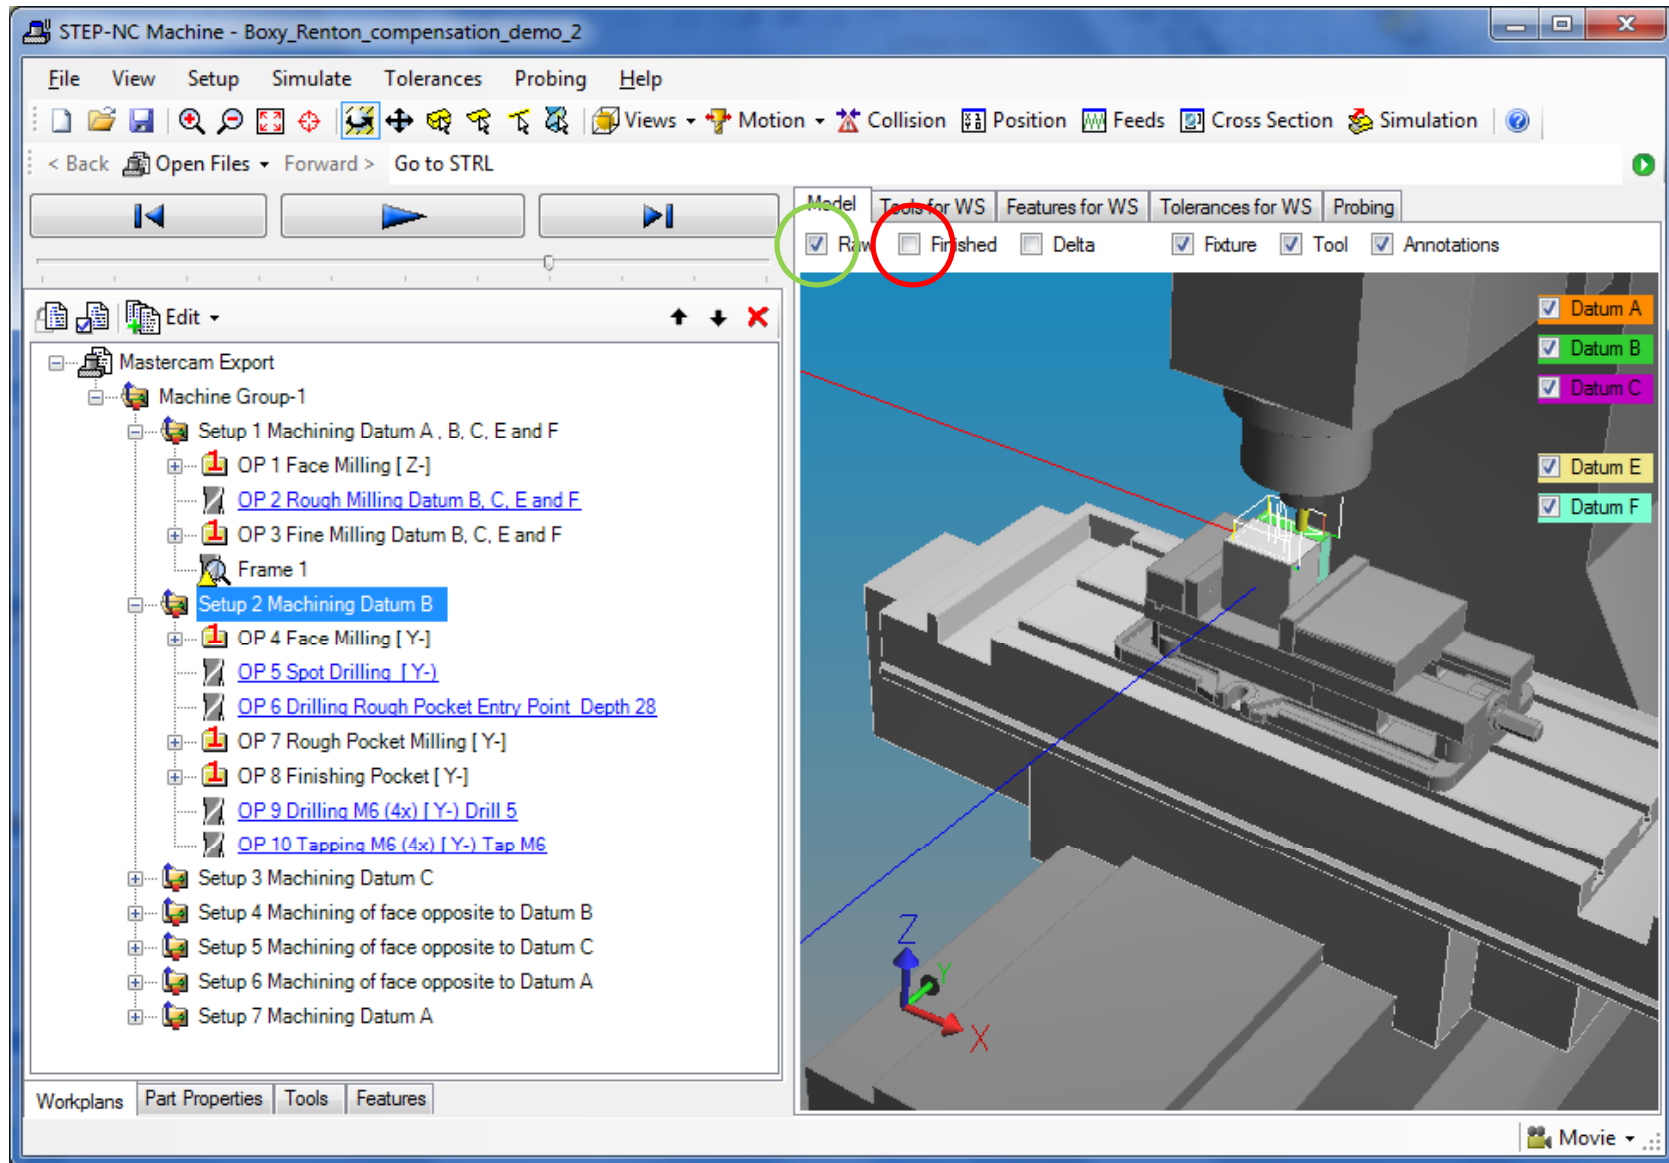 STEP-NC Machine - Boxy_Renton_compensation_demo_2
File View Setup Simulate Tolerances Probing Help
Views Motion Collision Position Feeds Cross Section Simulation
< Back Open Files Forward > Go to STRL
Model Tools for WS Features for WS Tolerances for WS Probing
Raw Finished Delta Fixture Tool Annotations
Edit
Mastercam Export
Machine Group-1
Setup 1 Machining Datum A , B, C, E and F
OP 1 Face Milling [ Z-]
OP 2 Rough Milling Datum B, C, E and F
OP 3 Fine Milling Datum B, C, E and F
Frame 1
Setup 2 Machining Datum B
OP 4 Face Milling [ Y-]
OP 5 Spot Drilling [ Y-)
OP 6 Drilling Rough Pocket Entry Point Depth 28
OP 7 Rough Pocket Milling [ Y-]
OP 8 Finishing Pocket [ Y-]
OP 9 Drilling M6 (4x) [ Y-) Drill 5
OP 10 Tapping M6 (4x) [ Y-) Tap M6
Setup 3 Machining Datum C
Setup 4 Machining of face opposite to Datum B
Setup 5 Machining of face opposite to Datum C
Setup 6 Machining of face opposite to Datum A
Setup 7 Machining Datum A
Datum A
Datum B
Datum C
Datum E
Datum F
Z
Y
X
Workplans Part Properties Tools Features
Movie